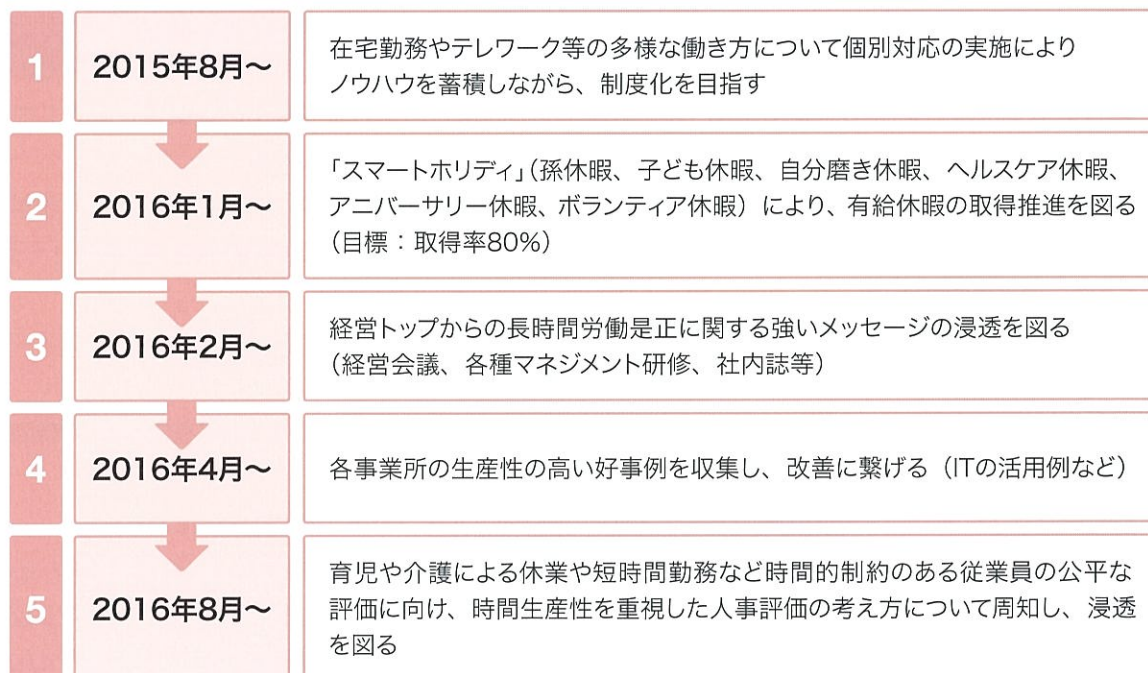 1
2015年8月～
在宅勤務やテレワーク等の多様な働き方について個別対応の実施により
ノウハウを蓄積しながら、制度化を目指す
2
2016年1月～
「スマートホリディ」（孫休暇、子ども休暇、自分磨き休暇、ヘルスケア休暇、
アニバーサリー休暇、ボランティア休暇）により、有給休暇の取得推進を図る
（目標：取得率80%）
3
2016年2月～
経営トップからの長時間労働是正に関する強いメッセージの浸透を図る
（経営会議、各種マネジメント研修、社内誌等）
4
2016年4月～
各事業所の生産性の高い好事例を収集し、改善に繋げる（ITの活用例など）
5
2016年8月～
育児や介護による休業や短時間勤務など時間的制約のある従業員の公平な
評価に向け、時間生産性を重視した人事評価の考え方について周知し、浸透
を図る